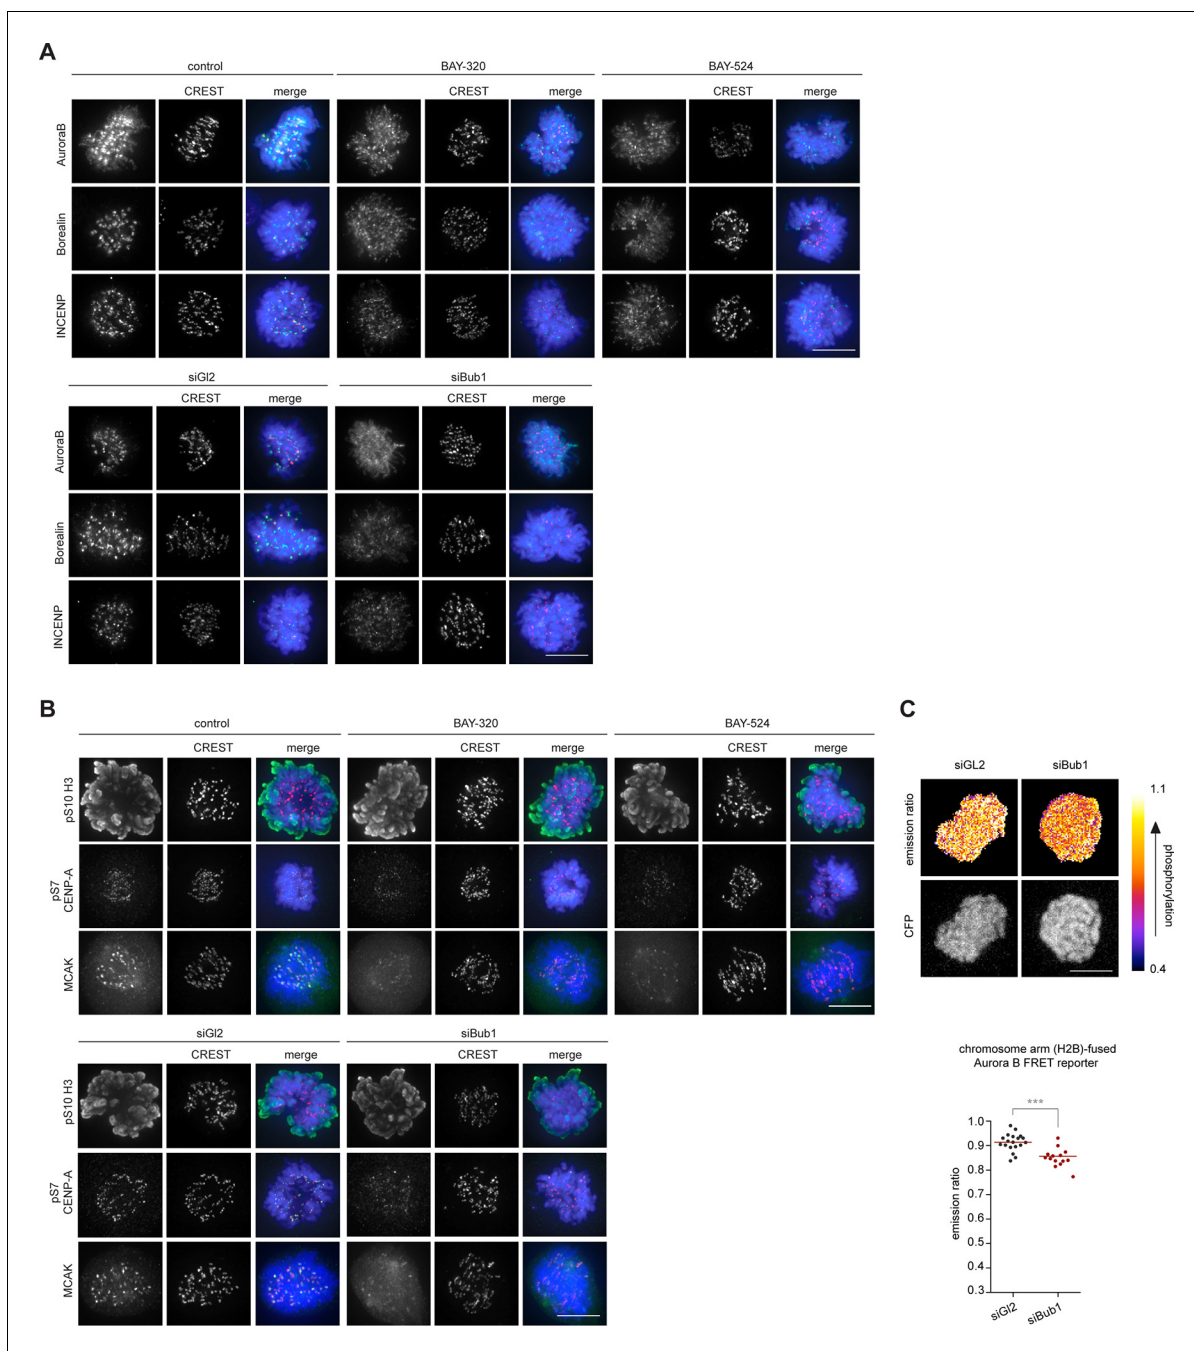 A
control BAY-320 BAY-524
CREST merge CREST merge CREST merge
AuroraB
Borealin
INCENP
siGl2 siBub1
CREST merge CREST merge
AuroraB
Borealin
INCENP
B
control BAY-320 BAY-524
CREST merge CREST merge CREST merge
pS10 H3
pS7
CENP-A
MCAK
siGl2 siBub1
CREST merge CREST merge
pS10 H3
pS7
CENP-A
MCAK
C
siGL2 siBub1
emission ratio
CFP
1.1
phosphorylation
0.4
chromosome arm (H2B)-fused
Aurora B FRET reporter
***
emission ratio
1.0
0.9
0.8
0.7
0.6
0.5
0.4
0.3
siGl2 siBub1